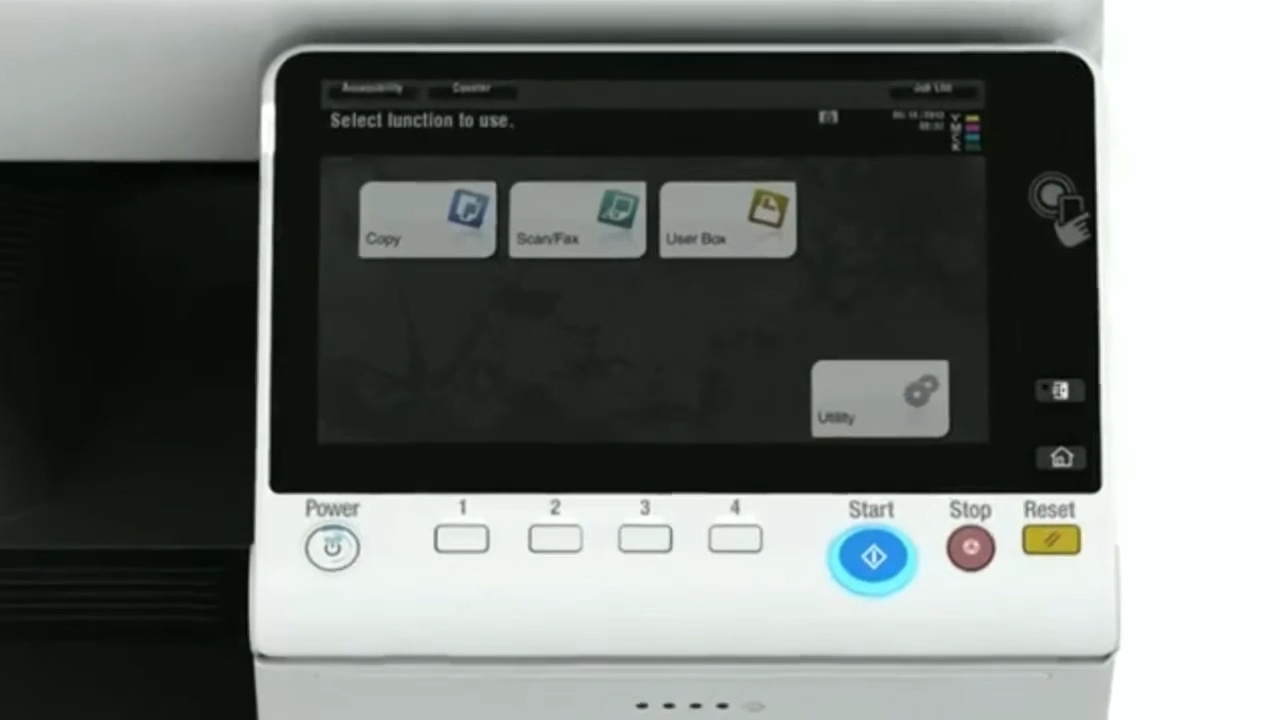 Accessibility Counter Job List
Select function to use.
Y
M
C
K
Copy Scan/Fax User Box
Utility
Power 1 2 3 4 Start Stop Reset